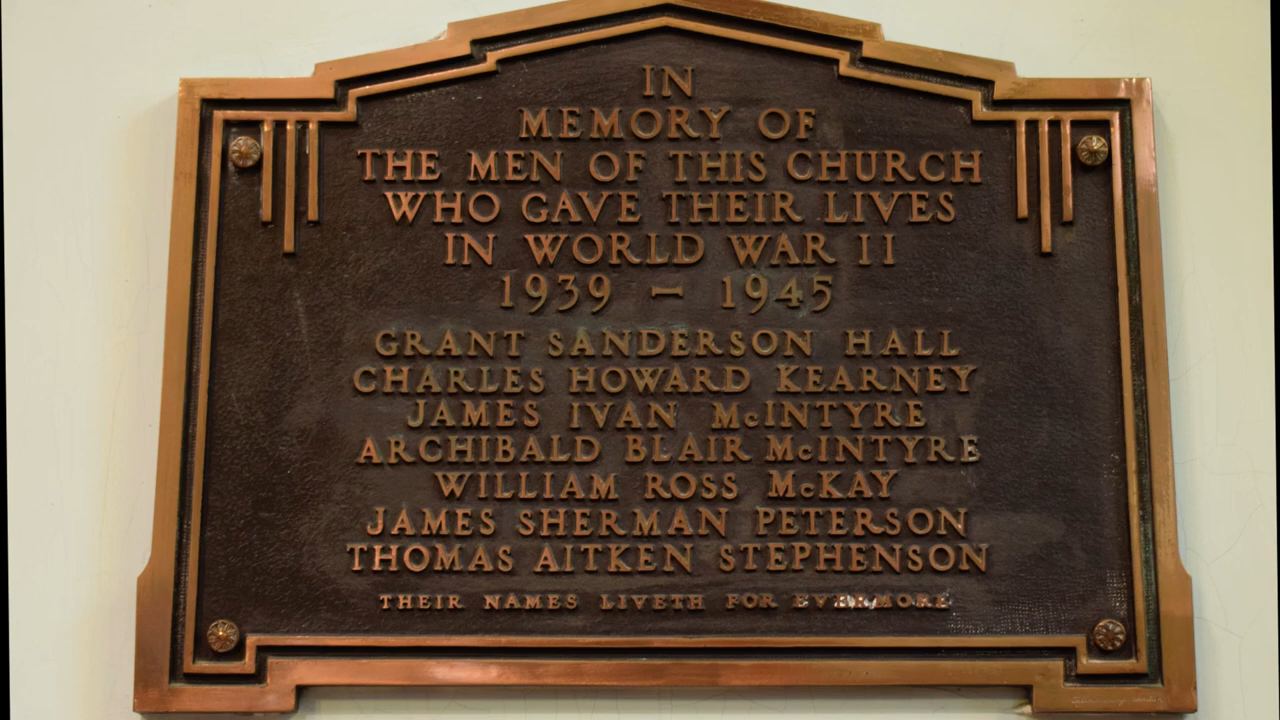 IN
MEMORY OF
THE MEN OF THIS CHURCH
WHO GAVE THEIR LIVES
IN WORLD WAR II
1939 - 1945
GRANT SANDERSON HALL
CHARLES HOWARD KEARNEY
JAMES IVAN McINTYRE
ARCHIBALD BLAIR McINTYRE
WILLIAM ROSS McKAY
JAMES SHERMAN PETERSON
THOMAS AITKEN STEPHENSON
THEIR NAMES LIVETH FOR EVERMORE